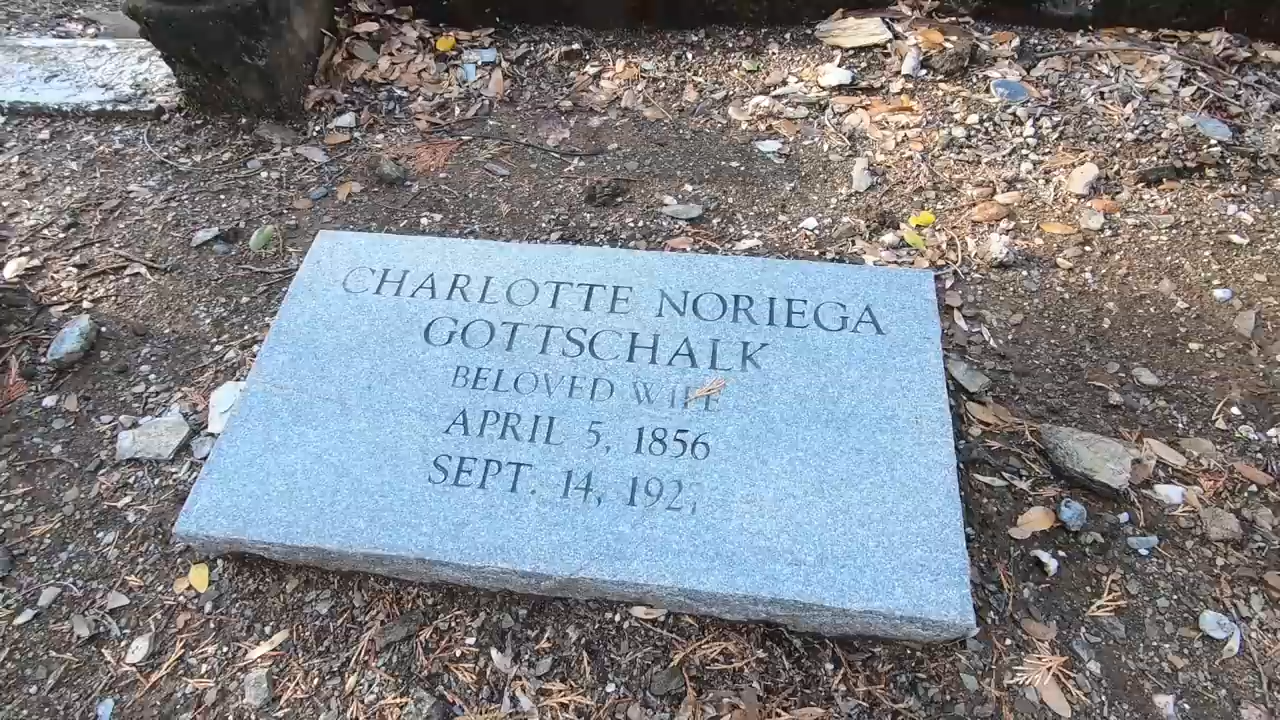 CHARLOTTE NORIEGA
GOTTSCHALK
BELOVED WIFE
APRIL 5, 1856
SEPT. 14,